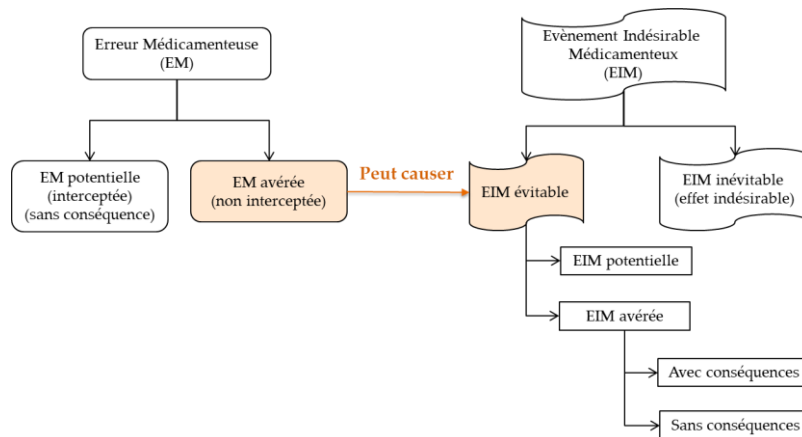 Erreur Médicamenteuse
(EM)
Evènement Indésirable
Médicamenteux
(EIM)
EM potentielle
(interceptée)
(sans conséquence)
EM avérée
(non interceptée)
Peut causer
EIM évitable
EIM inévitable
(effet indésirable)
EIM potentielle
EIM avérée
Avec conséquences
Sans conséquences